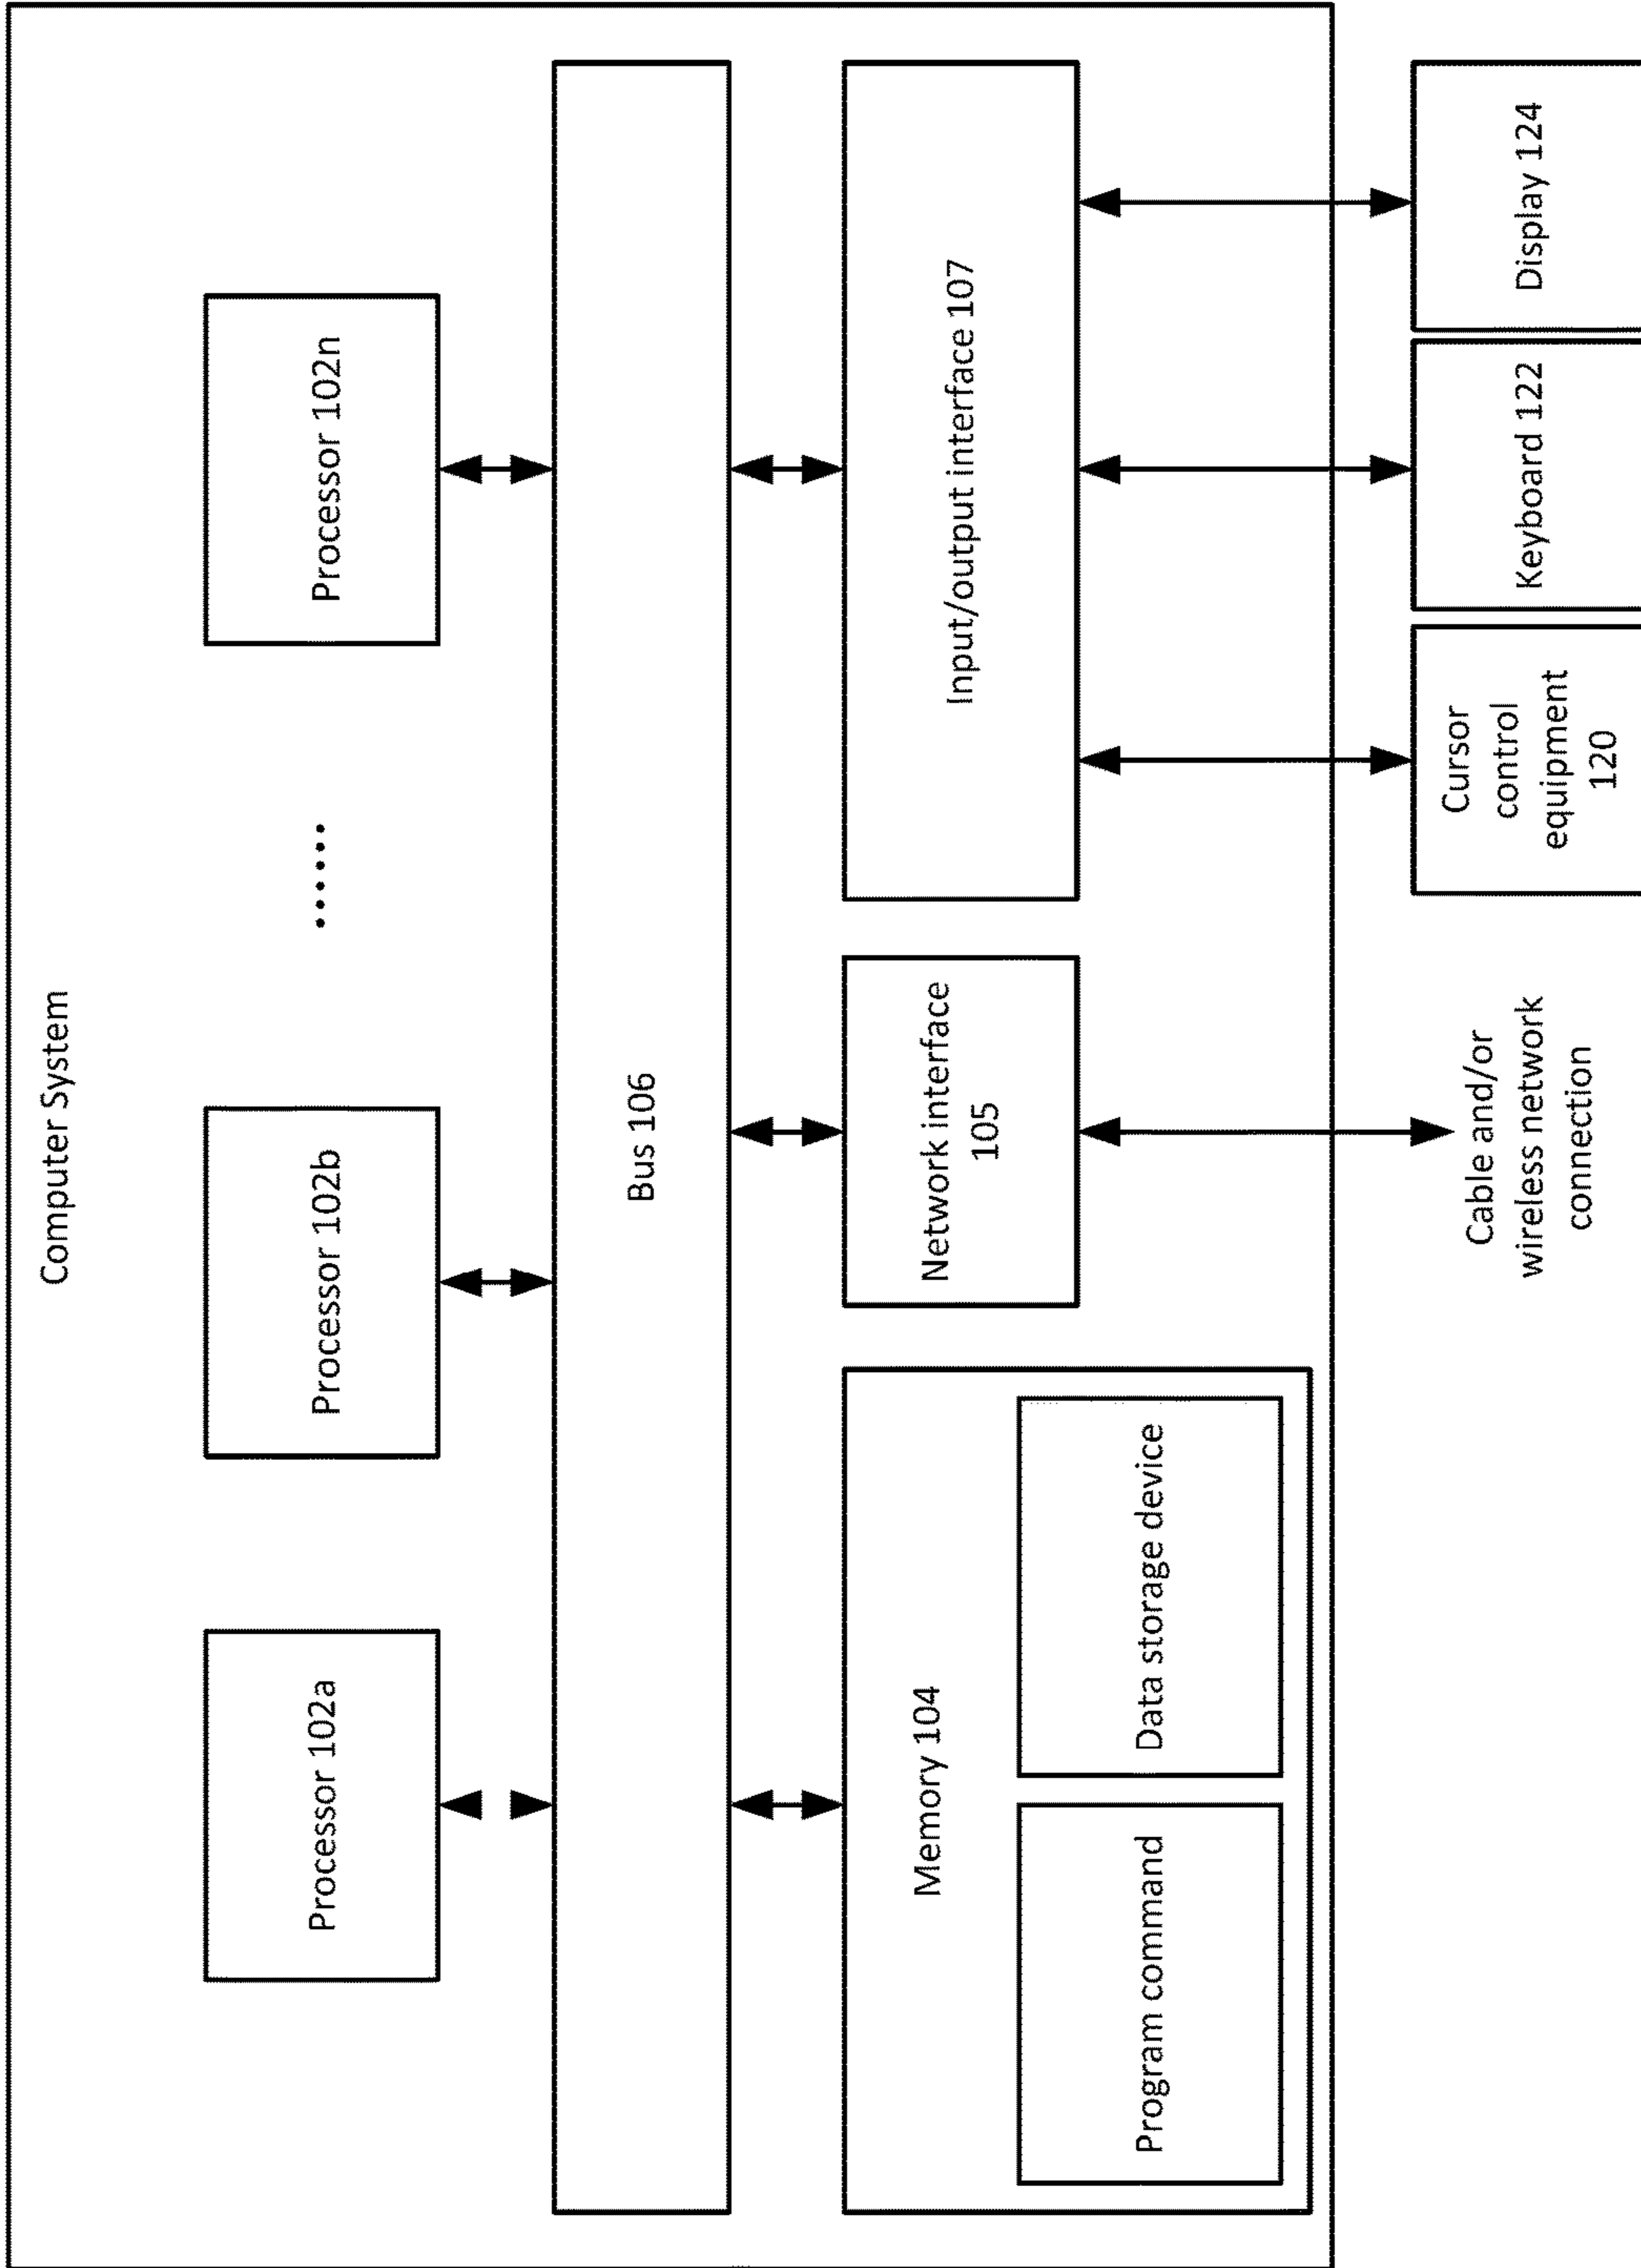 Computer System
Processor 102a
Processor 102b
......
Processor 102n
Bus 106
Memory 104
Program command
Data storage device
Network interface
105
Input/output interface 107
Cable and/or
wireless network
connection
Cursor
control
equipment
120
Keyboard 122
Display 124